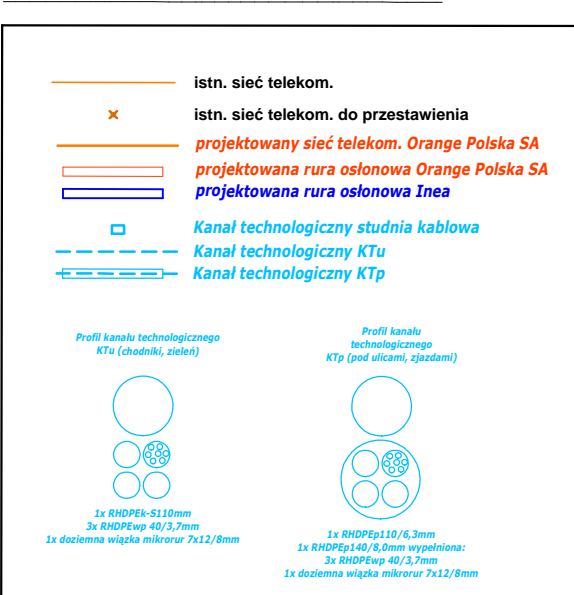 istn. sieć telekom.
istn. sieć telekom. do przestawienia
projektowany sieć telekom. Orange Polska SA
projektowana rura osłonowa Orange Polska SA
projektowana rura osłonowa Inea
Kanał technologiczny studnia kablowa
Kanał technologiczny KTu
Kanał technologiczny KTp
Profil kanału technologicznego
KTu (chodniki, zieleń)
1x RHDPEk-S110mm
3x RHDPEwp 40/3,7mm
1x doziemna wiązka mikrorur 7x12/8mm
Profil kanału
technologicznego
KTp (pod ulicami, zjazdami)
1x RHDPEp110/6,3mm
1x RHDPEp140/8,0mm wypełniona:
3x RHDPEwp 40/3,7mm
1x doziemna wiązka mikrorur 7x12/8mm